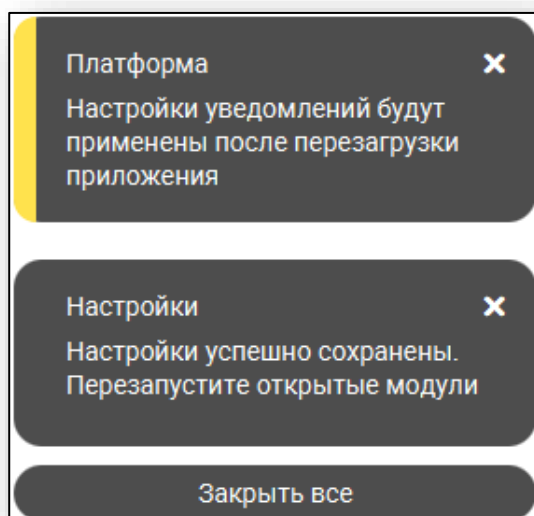 Платформа
Настройки уведомлений будут
применены после перезагрузки
приложения
Настройки
Настройки успешно сохранены.
Перезапустите открытые модули
Закрыть все